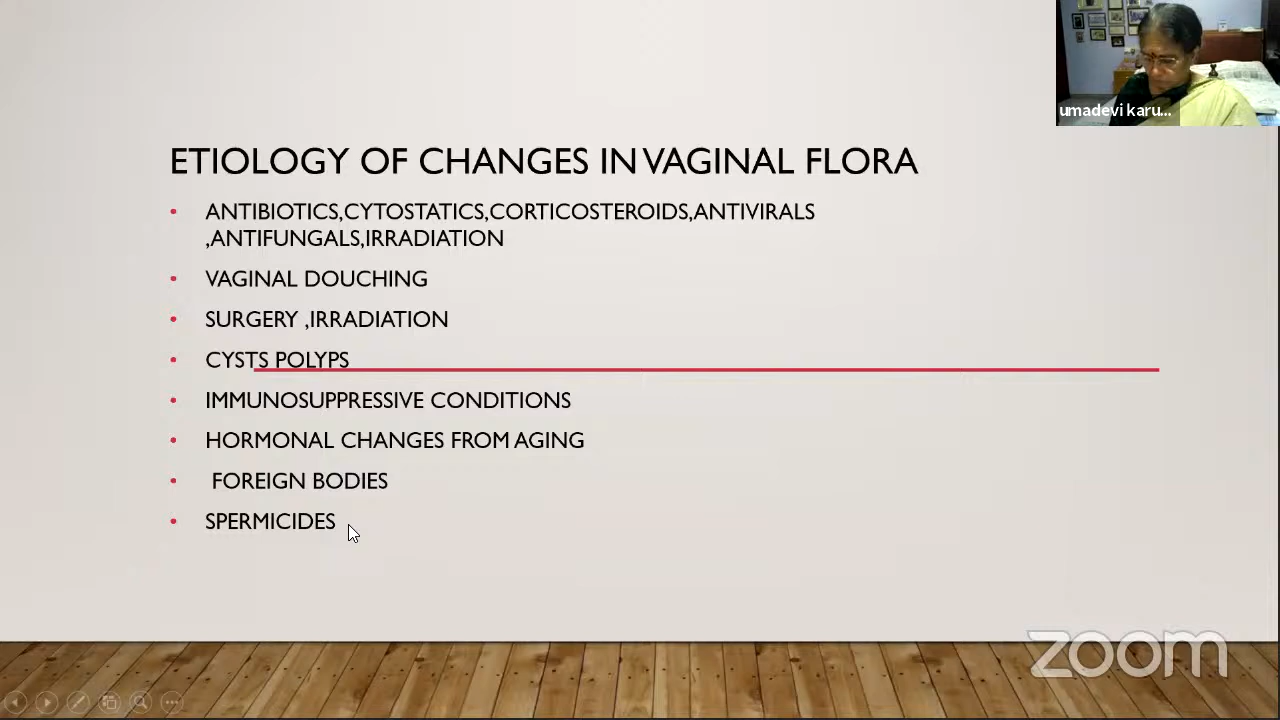 umadevi karu...
ETIOLOGY OF CHANGES IN VAGINAL FLORA
• ANTIBIOTICS,CYTOSTATICS,CORTICOSTEROIDS,ANTIVIRALS
,ANTIFUNGALS,IRRADIATION
• VAGINAL DOUCHING
• SURGERY ,IRRADIATION
• CYSTS POLYPS
• IMMUNOSUPPRESSIVE CONDITIONS
• HORMONAL CHANGES FROM AGING
• FOREIGN BODIES
• SPERMICIDES
zoom